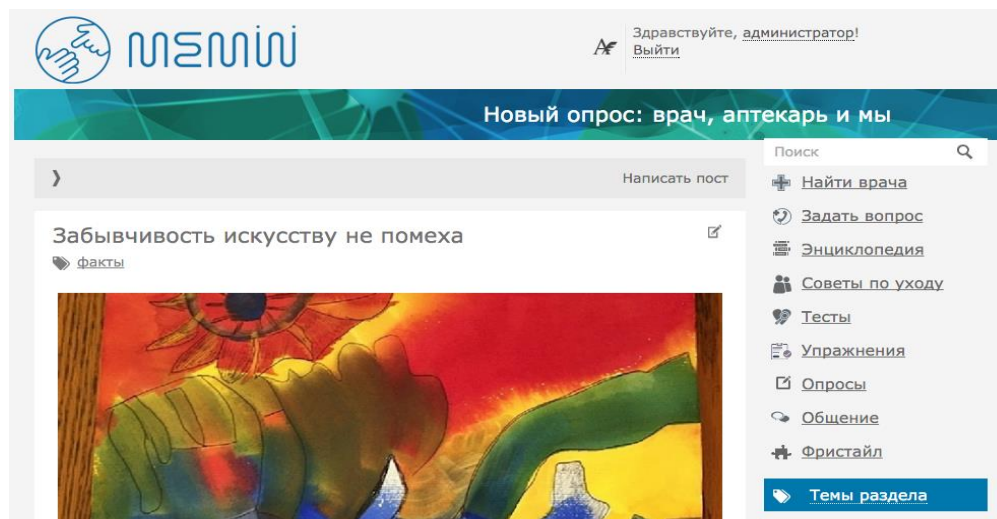 memini
Здравствуйте, администратор!
Выйти
Новый опрос: врач, аптекарь и мы
Написать пост
Забывчивость искусству не помеха
факты
Поиск
Найти врача
Задать вопрос
Энциклопедия
Советы по уходу
Тесты
Упражнения
Опросы
Общение
Фристайл
Темы раздела